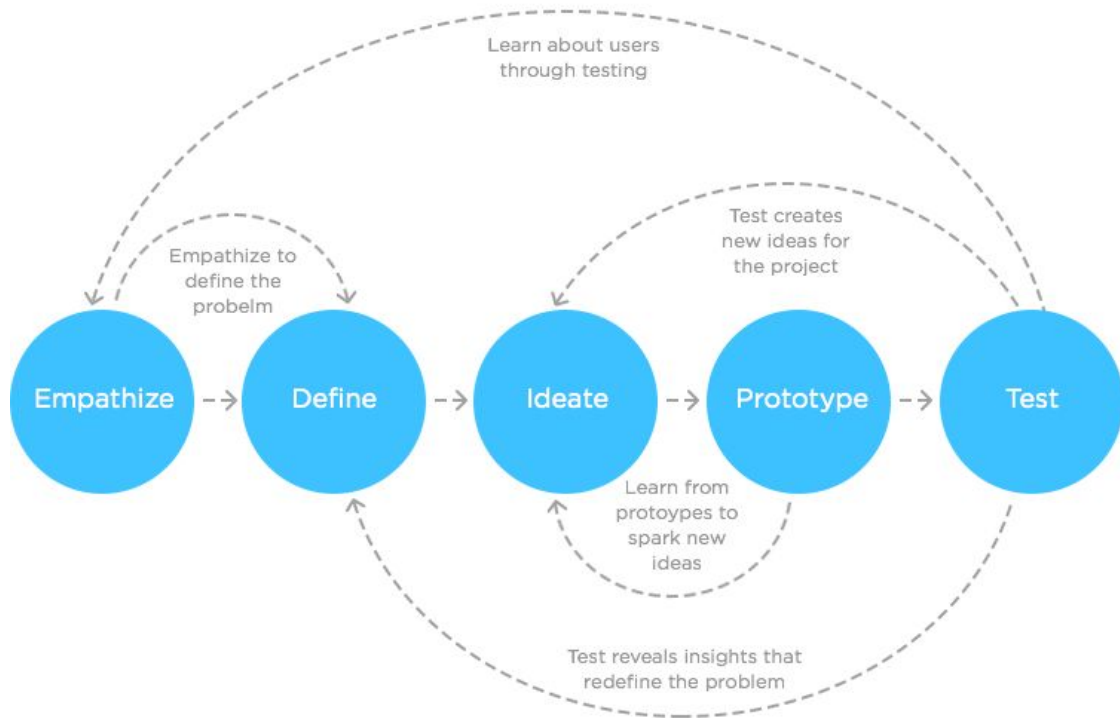 Learn about users
through testing
Test creates
new ideas for
the project
Empathize to
define the
probelm
Empathize
Define
Ideate
Prototype
Test
Learn from
protoypes to
spark new
ideas
Test reveals insights that
redefine the problem